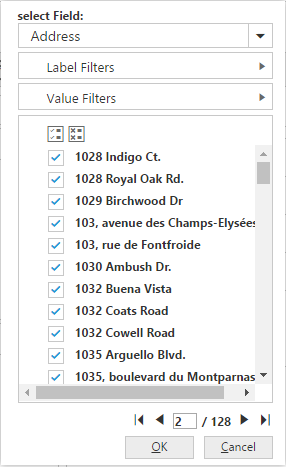 select Field:
Address
Label Filters
Value Filters
1028 Indigo Ct.
1028 Royal Oak Rd.
1029 Birchwood Dr
103, avenue des Champs-Elysées
103, rue de Fontfroide
1030 Ambush Dr.
1032 Buena Vista
1032 Coats Road
1032 Cowell Road
1035 Arguello Blvd.
1035, boulevard du Montparnas
2 / 128
OK Cancel